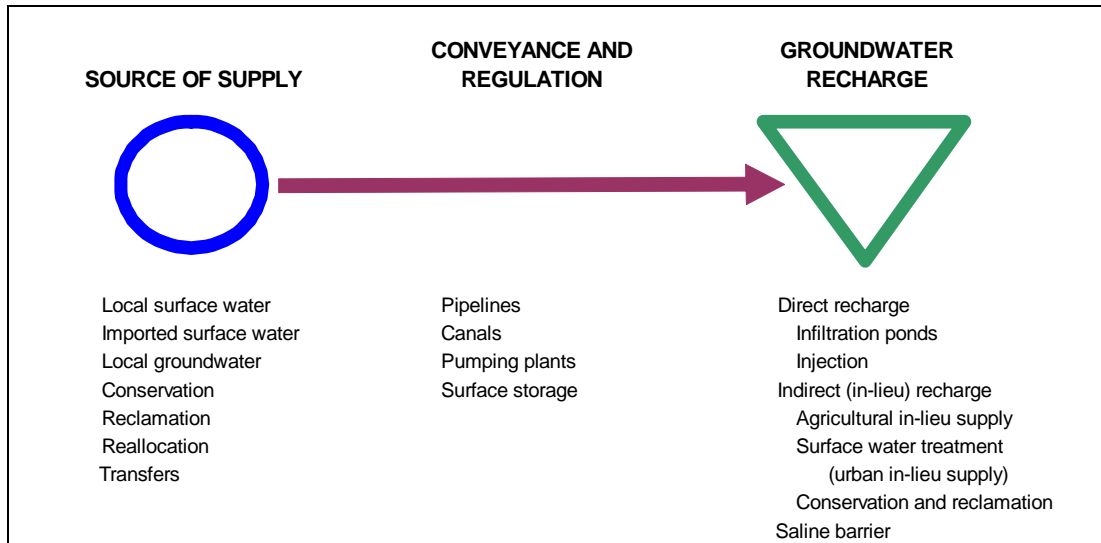 SOURCE OF SUPPLY
Local surface water
Imported surface water
Local groundwater
Conservation
Reclamation
Reallocation
Transfers
CONVEYANCE AND
REGULATION
Pipelines
Canals
Pumping plants
Surface storage
GROUNDWATER
RECHARGE
Direct recharge
Infiltration ponds
Injection
Indirect (in-lieu) recharge
Agricultural in-lieu supply
Surface water treatment
(urban in-lieu supply)
Conservation and reclamation
Saline barrier